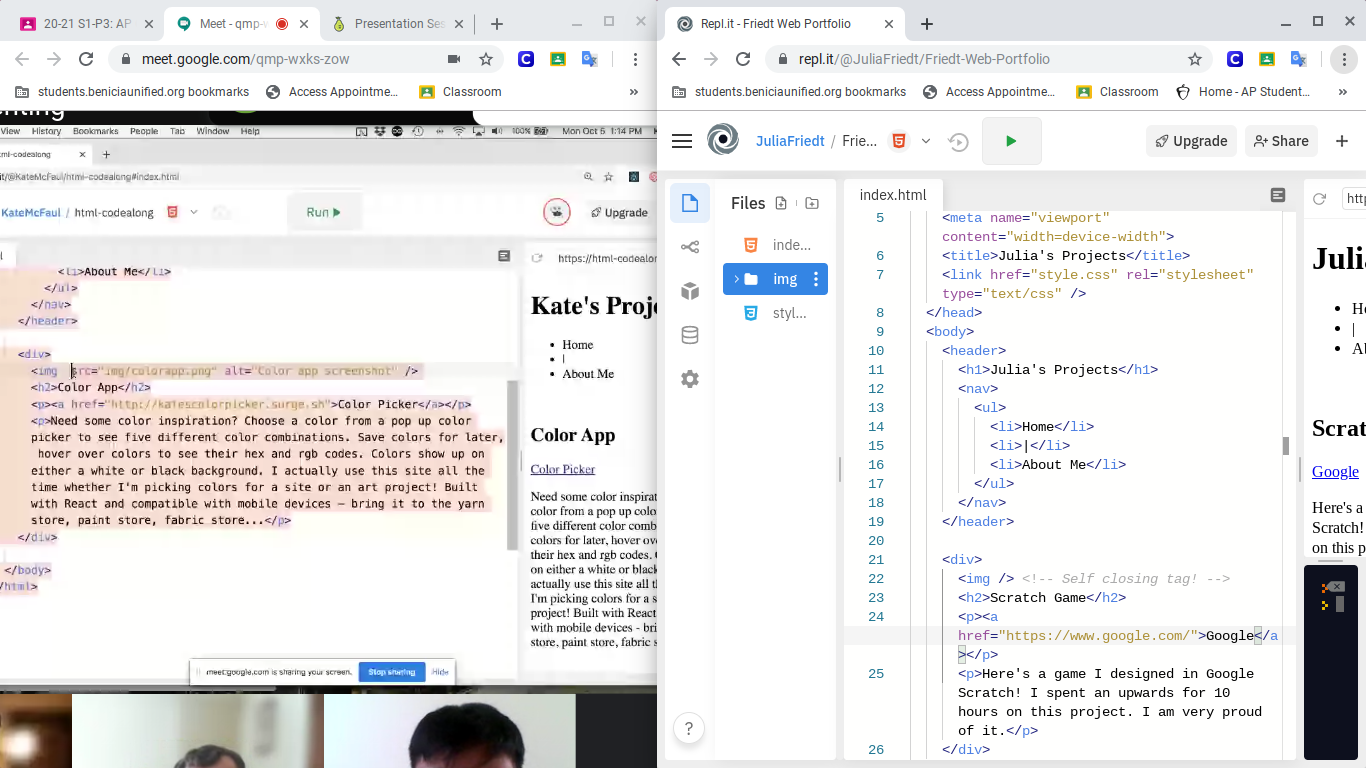 20-21 S1-P3: AP
Meet - qmp-
Presentation Ses
meet.google.com/qmp-wxks-zow
students.beniciaunified.org bookmarks
Access Appointme...
Classroom
»
View History Bookmarks People Tab Window Help
100%
Mon Oct 5 1:14 PM
tml-codealong
it/@KateMcFaul/html-codealong#index.html
KateMcFaul / html-codealong
Run
Upgrade
<li>About Me</li>
</ul>
</nav>
</header>
<div>
<img src="img/colorapp.png" alt="Color app screenshot" />
<h2>Color App</h2>
<p><a href="http://katescolorpicker.surge.sh">Color Picker</a></p>
<p>Need some color inspiration? Choose a color from a pop up color
picker to see five different color combinations. Save colors for later,
hover over colors to see their hex and rgb codes. Colors show up on
either a white or black background. I actually use this site all the
time whether I'm picking colors for a site or an art project! Built
with React and compatible with mobile devices – bring it to the yarn
store, paint store, fabric store...</p>
</div>
</body>
/html>
https://html-codealon
Kate's Proje
Home
|
About Me
Color App
Color Picker
Need some color inspirat
color from a pop up color
five different color comb
colors for later, hover ove
their hex and rgb codes. C
on either a white or black
actually use this site all th
I'm picking colors for a s
project! Built with React
with mobile devices - bri
store, paint store, fabric s
meet.google.com is sharing your screen.
Stop sharing
Hide
Repl.it - Friedt Web Portfolio
repl.it/@JuliaFriedt/Friedt-Web-Portfolio
students.beniciaunified.org bookmarks
Access Appointme...
Classroom
Home - AP Student...
»
JuliaFriedt / Frie...
Upgrade
Share
Files
inde...
img
styl...
?
index.html
5 <meta name="viewport"
content="width=device-width">
6 <title>Julia's Projects</title>
7 <link href="style.css" rel="stylesheet"
type="text/css" />
8 </head>
9 <body>
10 <header>
11 <h1>Julia's Projects</h1>
12 <nav>
13 <ul>
14 <li>Home</li>
15 <li>|</li>
16 <li>About Me</li>
17 </ul>
18 </nav>
19 </header>
20
21 <div>
22 <img /> <!-- Self closing tag! -->
23 <h2>Scratch Game</h2>
24 <p><a
href="https://www.google.com/">Google</a
></p>
25 <p>Here's a game I designed in Google
Scratch! I spent an upwards for 10
hours on this project. I am very proud
of it.</p>
26 </div>
http
Juli
Ho
|
Ab
Scrat
Google
Here's a
Scratch!
on this p